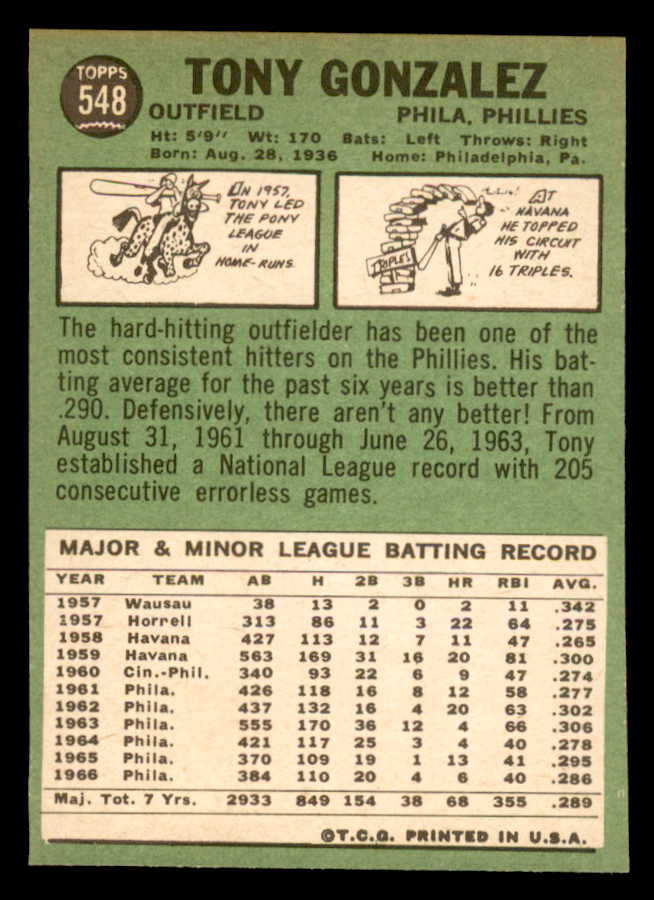 TOPPS
548
TONY GONZALEZ
OUTFIELD PHILA. PHILLIES
Ht: 5'9" Wt: 170 Bats: Left Throws: Right
Born: Aug. 28, 1936 Home: Philadelphia, Pa.
IN 1957,
TONY LED
THE PONY
LEAGUE
IN
HOME-RUNS.
TRIPLES
AT
HAVANA
HE TOPPED
HIS CIRCUIT
WITH
16 TRIPLES.
The hard-hitting outfielder has been one of the
most consistent hitters on the Phillies. His bat-
ting average for the past six years is better than
.290. Defensively, there aren't any better! From
August 31, 1961 through June 26, 1963, Tony
established a National League record with 205
consecutive errorless games.
MAJOR & MINOR LEAGUE BATTING RECORD
YEAR TEAM AB H 2B 3B HR RBI AVG.
1957 Wausau 38 13 2 0 2 11 .342
1957 Hornell 313 86 11 3 22 64 .275
1958 Havana 427 113 12 7 11 47 .265
1959 Havana 563 169 31 16 20 81 .300
1960 Cin.-Phil. 340 93 22 6 9 47 .274
1961 Phila. 426 118 16 8 12 58 .277
1962 Phila. 437 132 16 4 20 63 .302
1963 Phila. 555 170 36 12 4 66 .306
1964 Phila. 421 117 25 3 4 40 .278
1965 Phila. 370 109 19 1 13 41 .295
1966 Phila. 384 110 20 4 6 40 .286
Maj. Tot. 7 Yrs. 2933 849 154 38 68 355 .289
©T.C.G. PRINTED IN U.S.A.